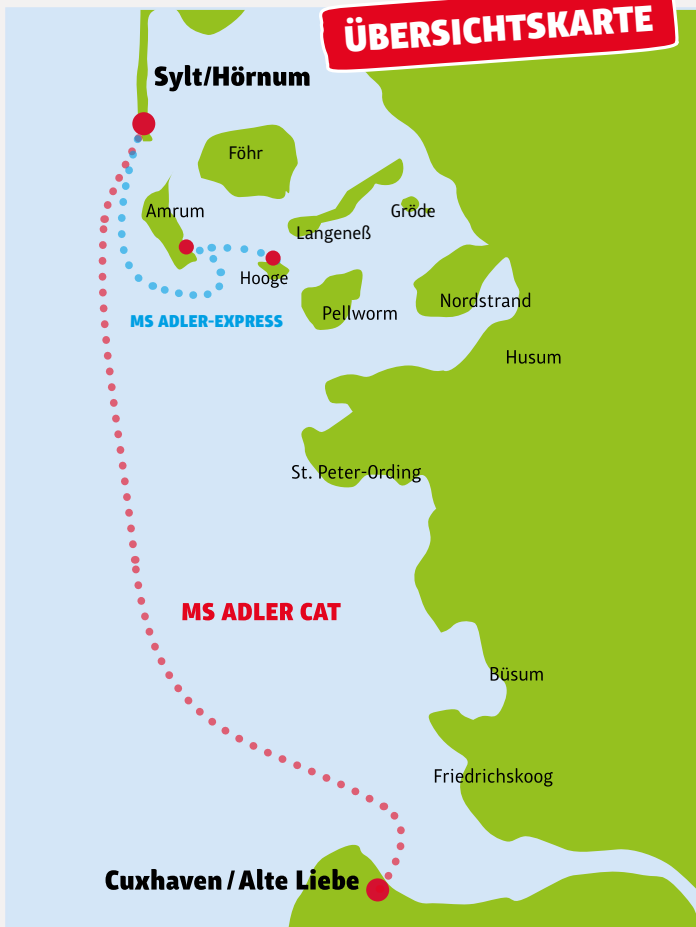 ÜBERSICHTSKARTE
Sylt/Hörnum
Föhr
Amrum
Gröde
Langeneß
Hooge
Nordstrand
Pellworm
MS ADLER-EXPRESS
Husum
St. Peter-Ording
MS ADLER CAT
Büsum
Friedrichskoog
Cuxhaven / Alte Liebe